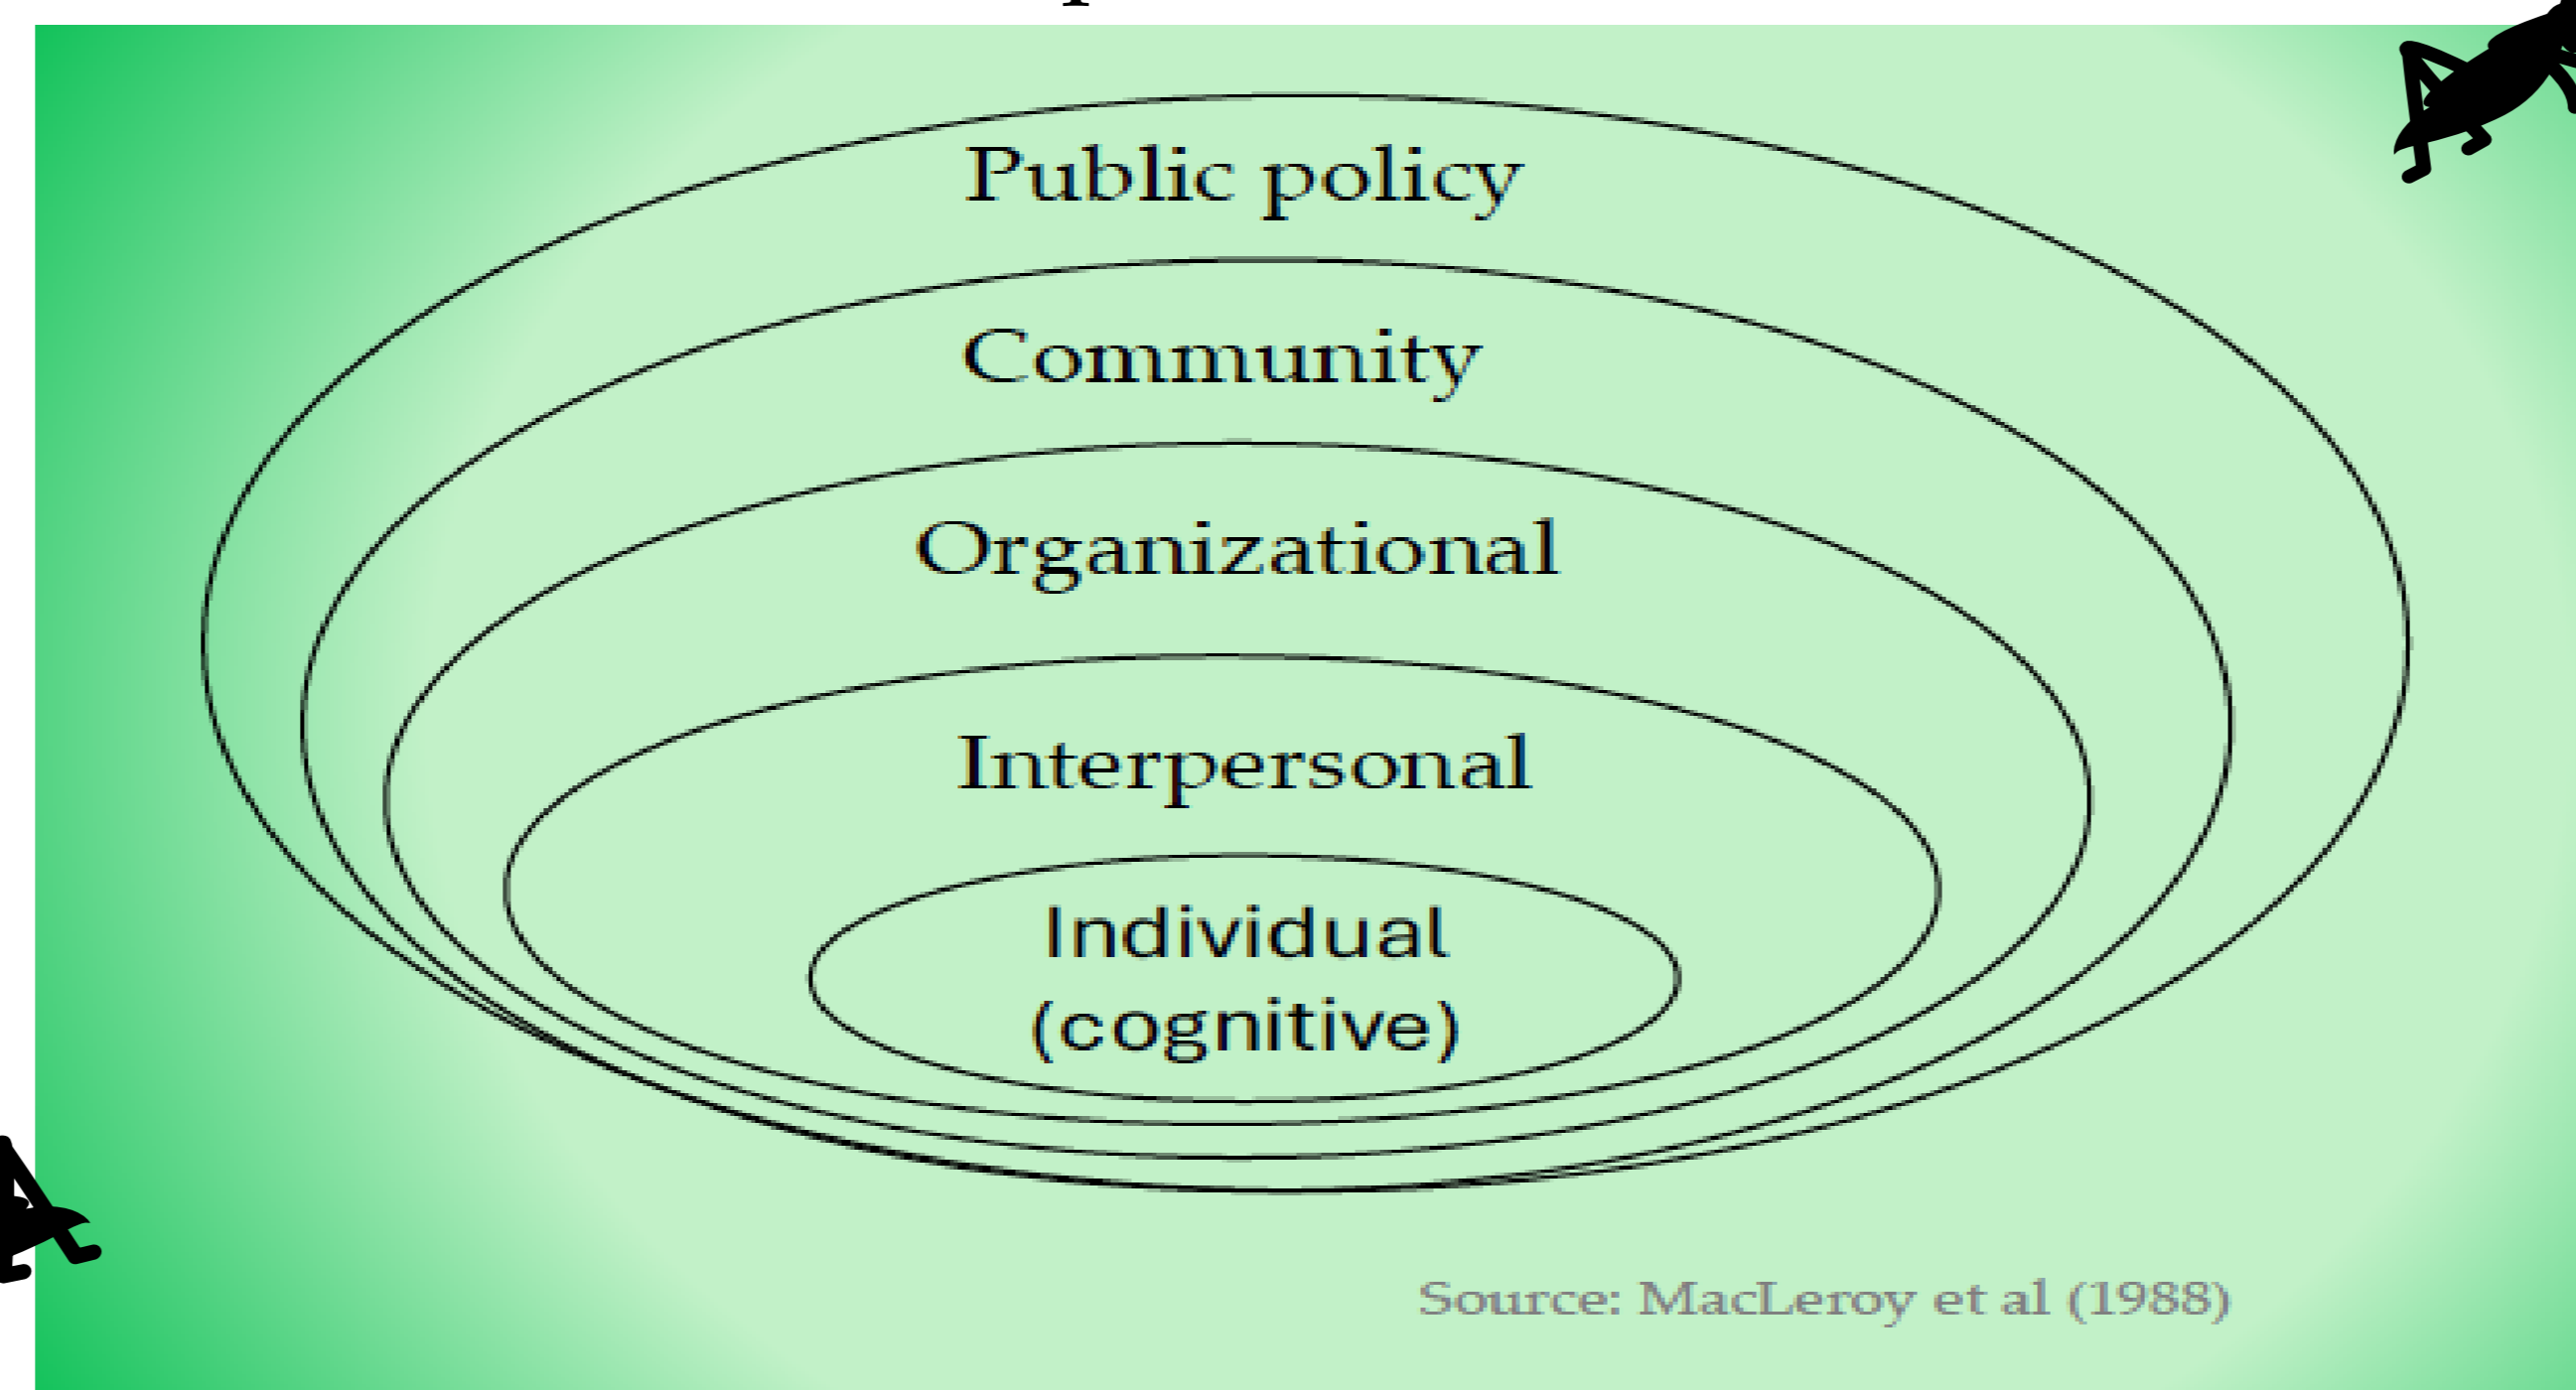 Public policy
Community
Organizational
Interpersonal
Individual
(cognitive)
Source: MacLeroy et al (1988)